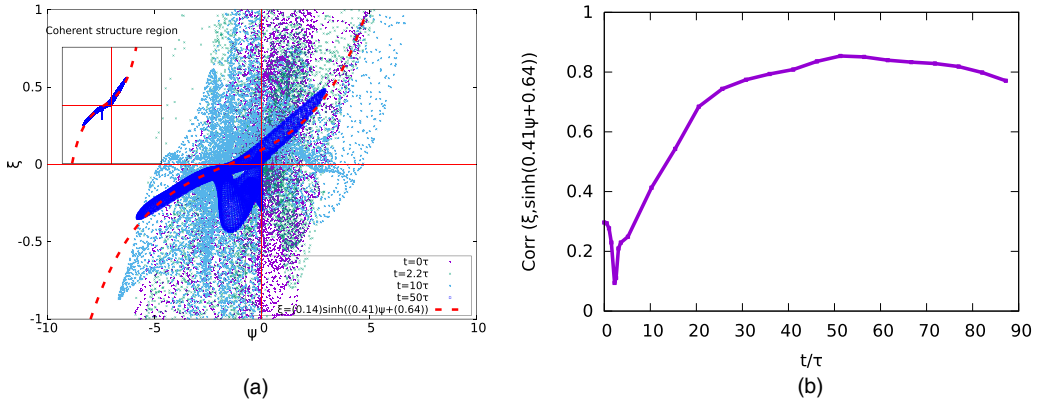 Coherent structure region
1
0.5
0
-0.5
-1
ξ
-10
-5
0
5
10
ψ
t=0τ
t=2.2τ
t=10τ
t=50τ
ξ=(0.14)sinh((0.41)ψ+(0.64))
(a)
1
0.8
0.6
0.4
0.2
0
Corr (ξ,sinh(0.41ψ+0.64))
0 10 20 30 40 50 60 70 80 90
t/τ
(b)